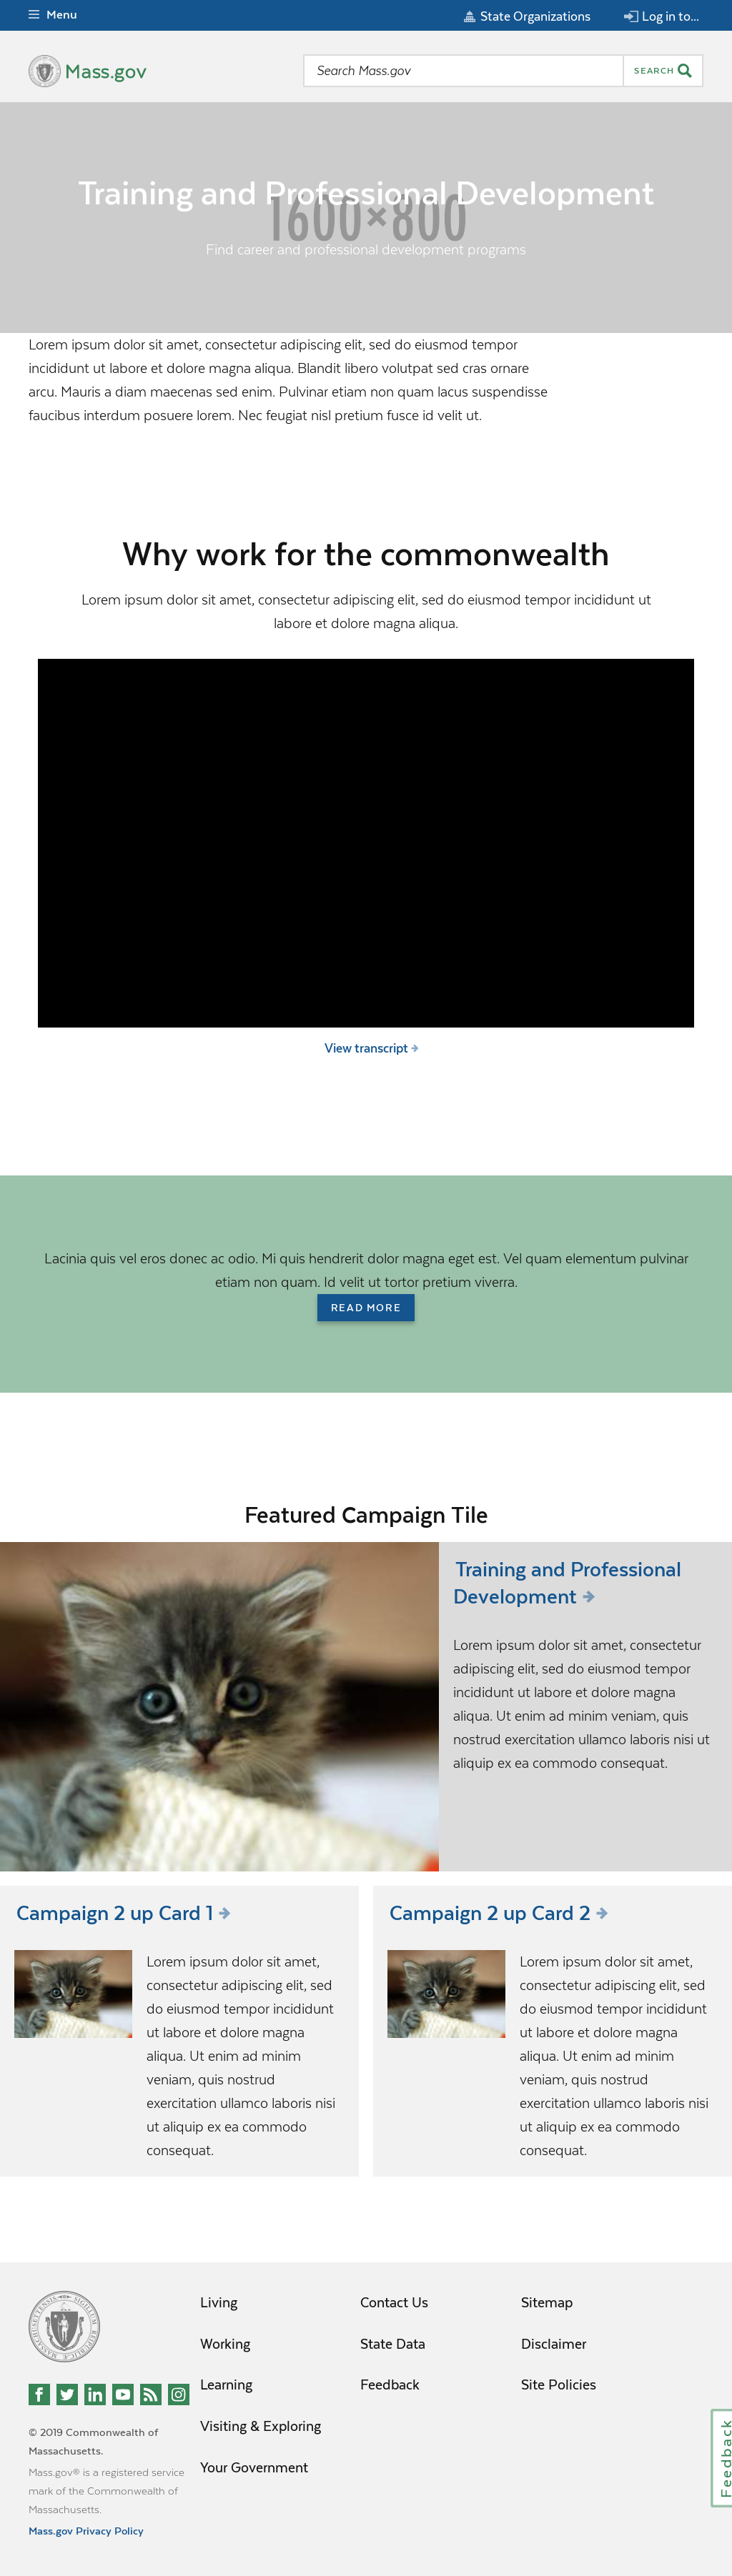 Menu
State Organizations
Log in to...
Mass.gov
Search Mass.gov
SEARCH
Training and Professional Development
1600×800
Find career and professional development programs
Lorem ipsum dolor sit amet, consectetur adipiscing elit, sed do eiusmod tempor
incididunt ut labore et dolore magna aliqua. Blandit libero volutpat sed cras ornare
arcu. Mauris a diam maecenas sed enim. Pulvinar etiam non quam lacus suspendisse
faucibus interdum posuere lorem. Nec feugiat nisl pretium fusce id velit ut.
Why work for the commonwealth
Lorem ipsum dolor sit amet, consectetur adipiscing elit, sed do eiusmod tempor incididunt ut
labore et dolore magna aliqua.
View transcript
Lacinia quis vel eros donec ac odio. Mi quis hendrerit dolor magna eget est. Vel quam elementum pulvinar
etiam non quam. Id velit ut tortor pretium viverra.
READ MORE
Featured Campaign Tile
Training and Professional
Development
Lorem ipsum dolor sit amet, consectetur
adipiscing elit, sed do eiusmod tempor
incididunt ut labore et dolore magna
aliqua. Ut enim ad minim veniam, quis
nostrud exercitation ullamco laboris nisi ut
aliquip ex ea commodo consequat.
Campaign 2 up Card 1
Lorem ipsum dolor sit amet,
consectetur adipiscing elit, sed
do eiusmod tempor incididunt
ut labore et dolore magna
aliqua. Ut enim ad minim
veniam, quis nostrud
exercitation ullamco laboris nisi
ut aliquip ex ea commodo
consequat.
Campaign 2 up Card 2
Lorem ipsum dolor sit amet,
consectetur adipiscing elit, sed
do eiusmod tempor incididunt
ut labore et dolore magna
aliqua. Ut enim ad minim
veniam, quis nostrud
exercitation ullamco laboris nisi
ut aliquip ex ea commodo
consequat.
Living
Working
Learning
Visiting & Exploring
Your Government
Contact Us
State Data
Feedback
Sitemap
Disclaimer
Site Policies
© 2019 Commonwealth of
Massachusetts.
Mass.gov® is a registered service
mark of the Commonwealth of
Massachusetts.
Mass.gov Privacy Policy
Feedback